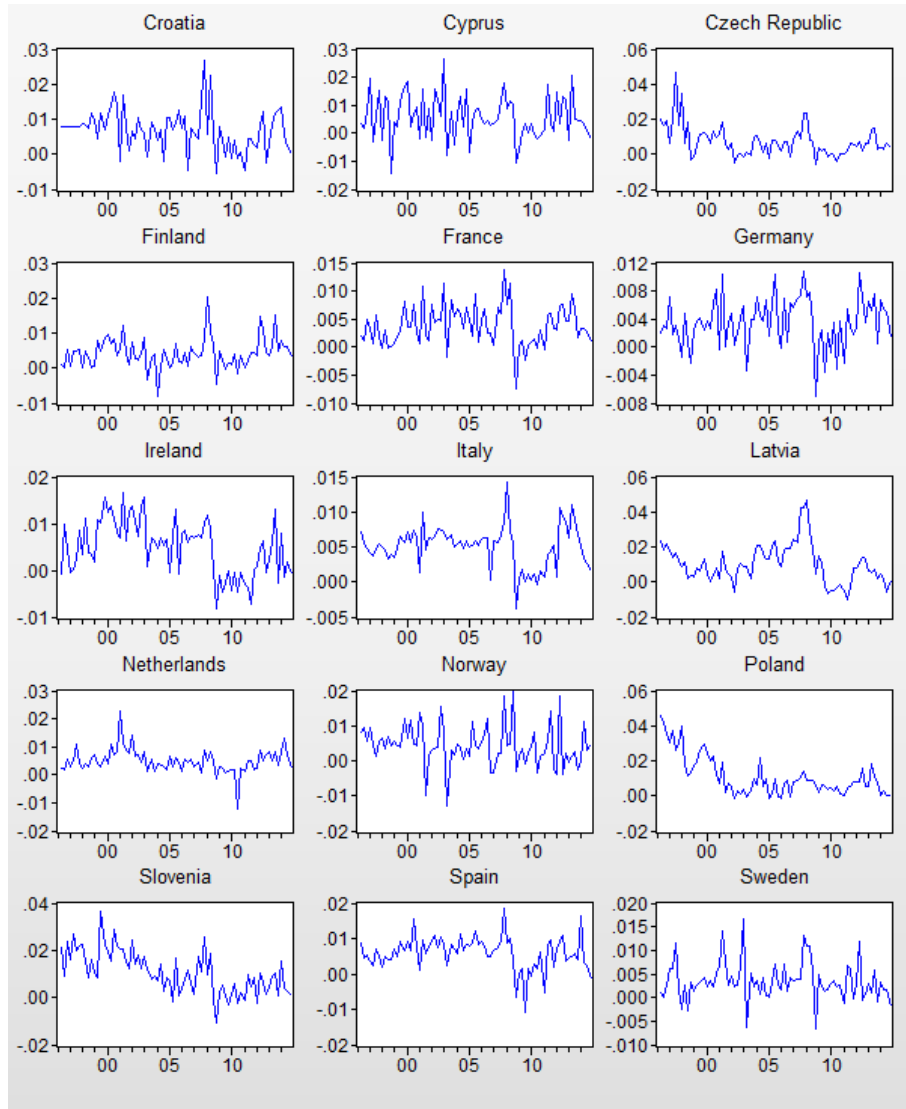 Croatia Cyprus Czech Republic
.03 .03 .06
.02 .02 .04
.01 .01 .02
.00 .00 .00
-.01 -.01 -.02
-.02
00 05 10 00 05 10 00 05 10
Finland France Germany
.03 .015 .012
.02 .010 .008
.01 .005 .004
.00 .000 .000
-.01 -.005 -.004
-.010 -.008
00 05 10 00 05 10 00 05 10
Ireland Italy Latvia
.02 .015 .06
.01 .010 .04
.00 .005 .02
-.01 .000 .00
-.005 -.02
00 05 10 00 05 10 00 05 10
Netherlands Norway Poland
.03 .02 .06
.02 .01 .04
.01 .00 .02
.00 -.01 .00
-.01 -.02 -.02
-.02
00 05 10 00 05 10 00 05 10
Slovenia Spain Sweden
.04 .02 .020
.02 .01 .015
.00 .00 .010
-.02 -.01 .005
-.02 .000
-.005
-.010
00 05 10 00 05 10 00 05 10